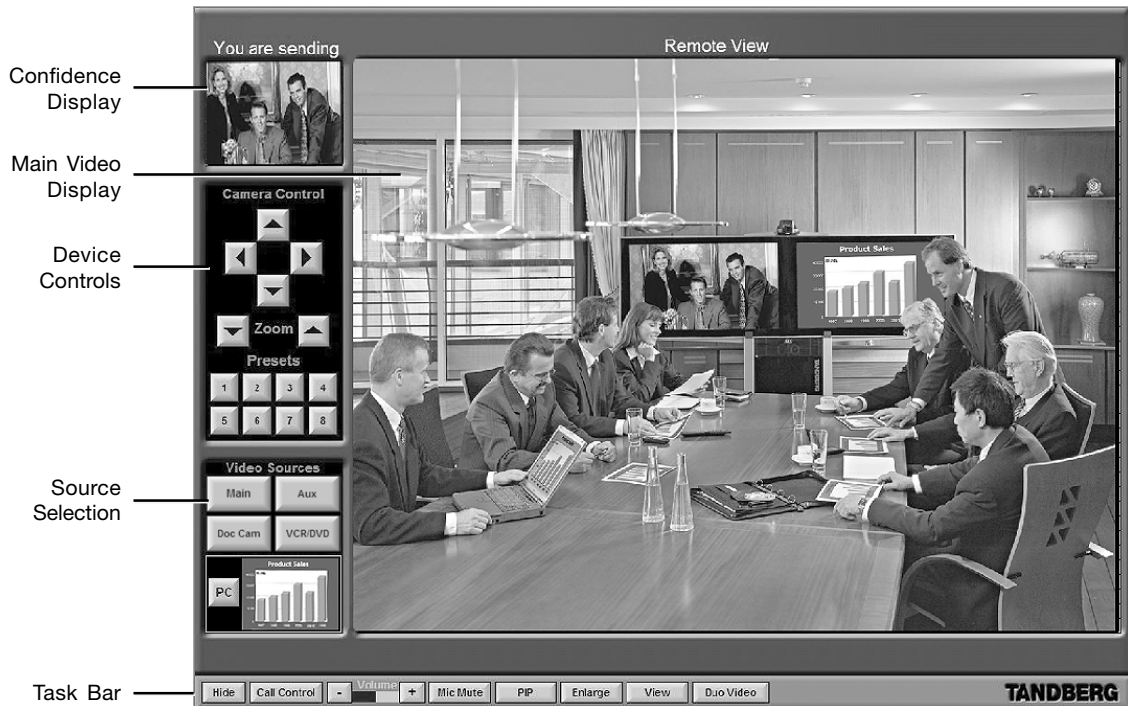 You are sending
Remote View
Confidence
Display
Main Video
Display
Camera Control
Device
Controls
Product Sales
Zoom
Presets
1 2 3 4
5 6 7 8
TANDBERG
Video Sources
Source
Selection
Main Aux
Doc Cam VCR/DVD
Product Sales
PC
Task Bar
Hide Call Control - Volume + Mic Mute PIP Enlarge View Duo Video
TANDBERG